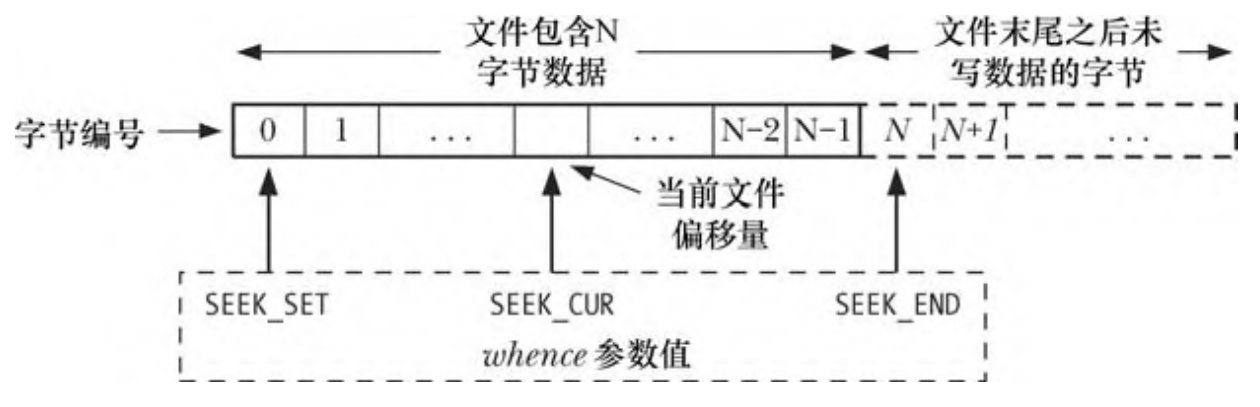 文件包含N
字节数据
文件末尾之后未
写数据的字节
字节编号
0 1 ... ... N-2 N-1 N N+1 ...
当前文件
偏移量
SEEK_SET SEEK_CUR SEEK_END
whence 参数值